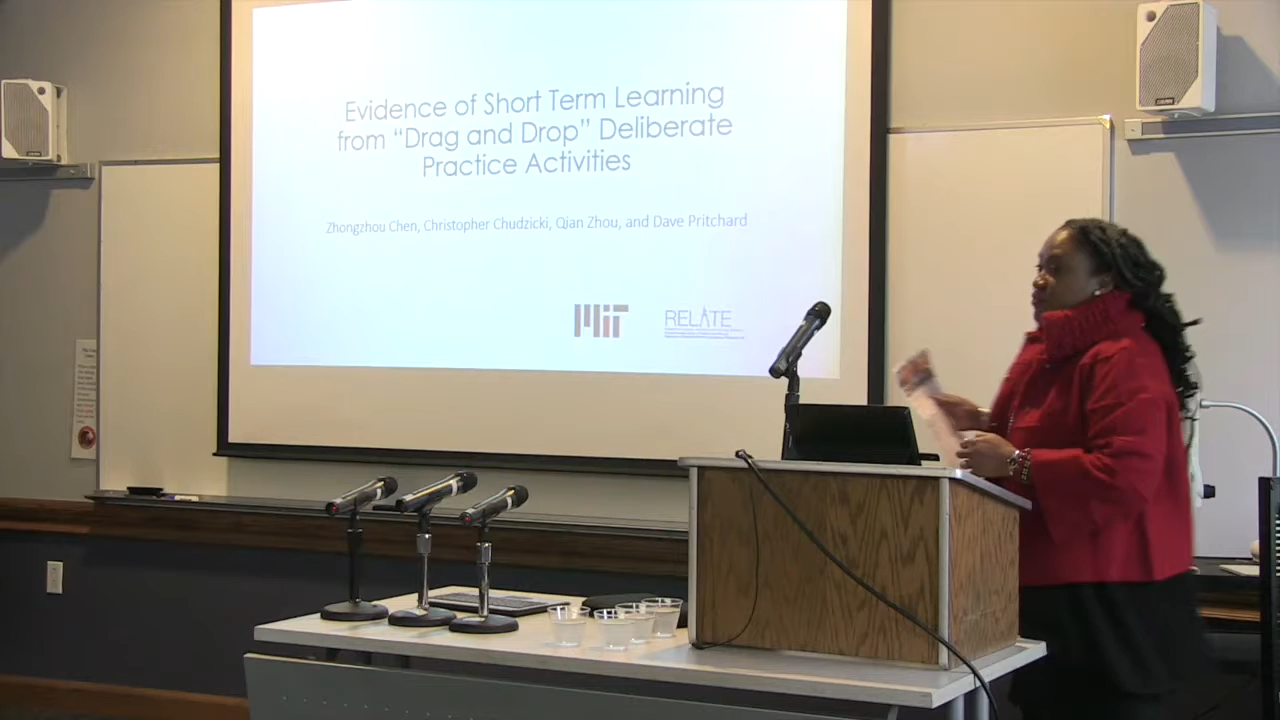 Evidence of Short Term Learning
from “Drag and Drop” Deliberate
Practice Activities
Zhongzhou Chen, Christopher Chudzicki, Qian Zhou, and Dave Pritchard
MIT
RELATE